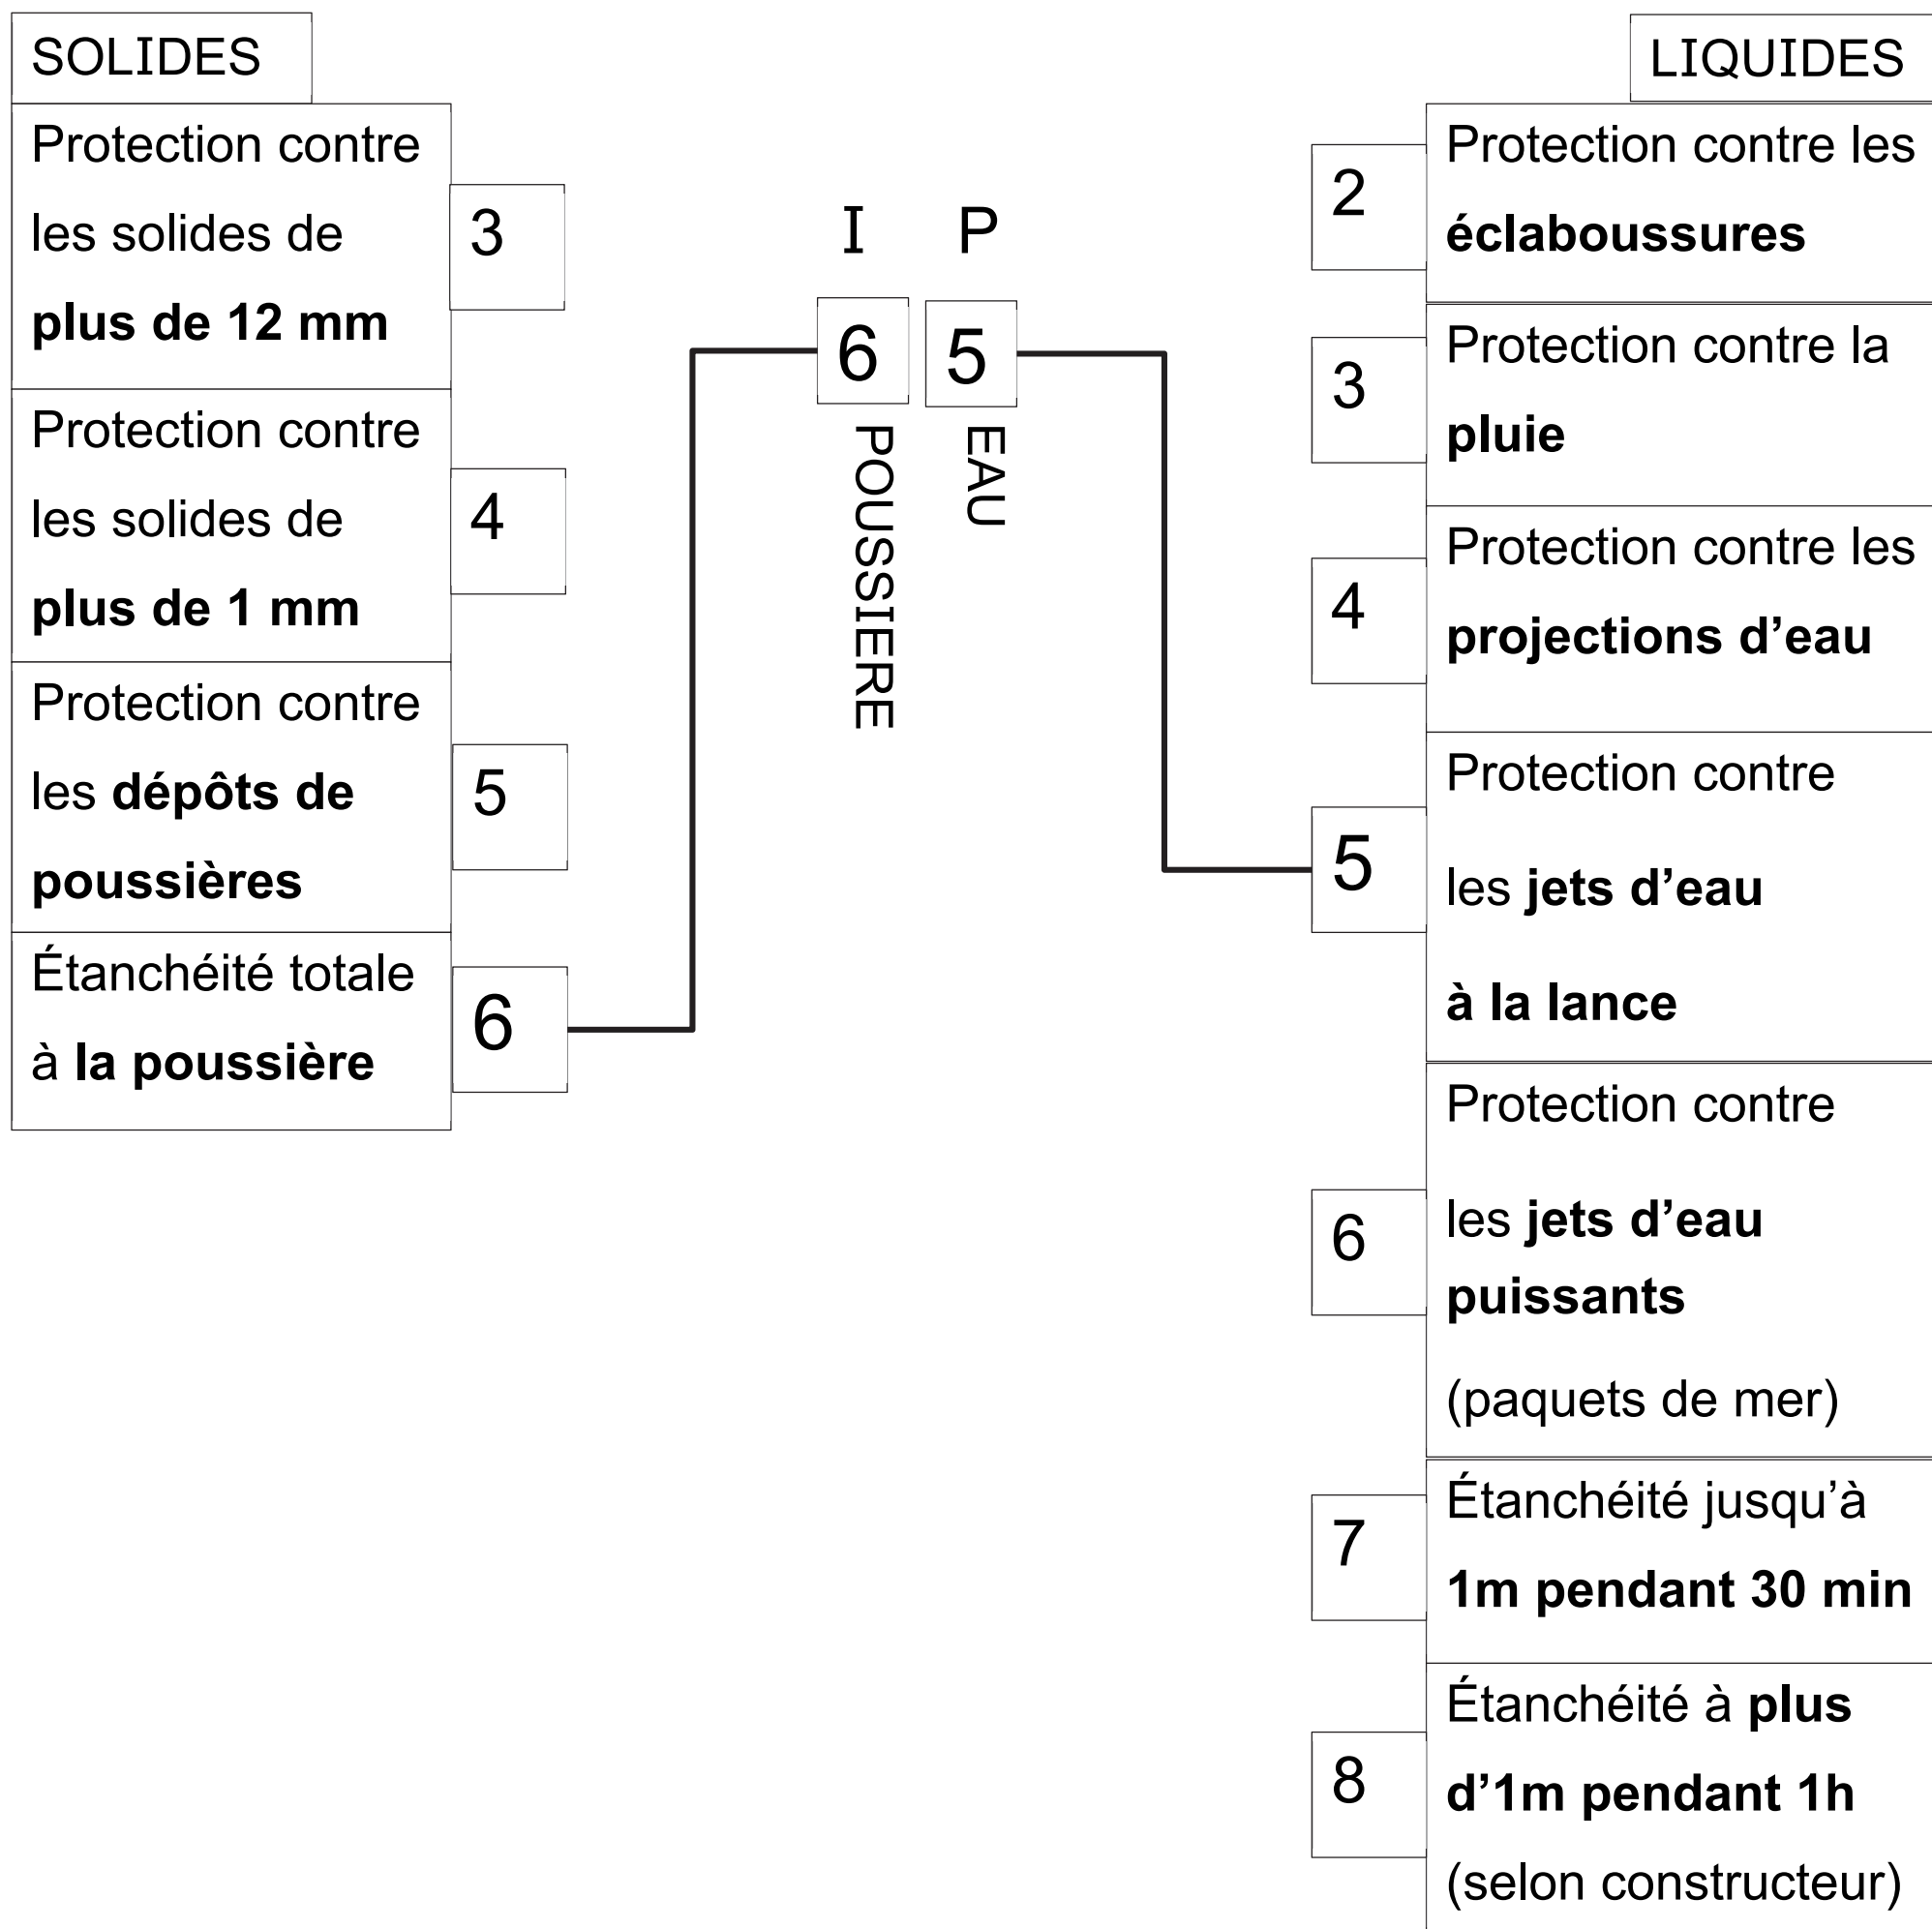 SOLIDES
Protection contre
les solides de
plus de 12 mm
3
Protection contre
les solides de
plus de 1 mm
4
Protection contre
les dépôts de
poussières
5
Étanchéité totale
à la poussière
6
I P
6 5
POUSSIERE
EAU
LIQUIDES
2
Protection contre les
éclaboussures
3
Protection contre la
pluie
4
Protection contre les
projections d’eau
5
Protection contre
les jets d’eau
à la lance
6
Protection contre
les jets d’eau
puissants
(paquets de mer)
7
Étanchéité jusqu’à
1m pendant 30 min
8
Étanchéité à plus
d’1m pendant 1h
(selon constructeur)